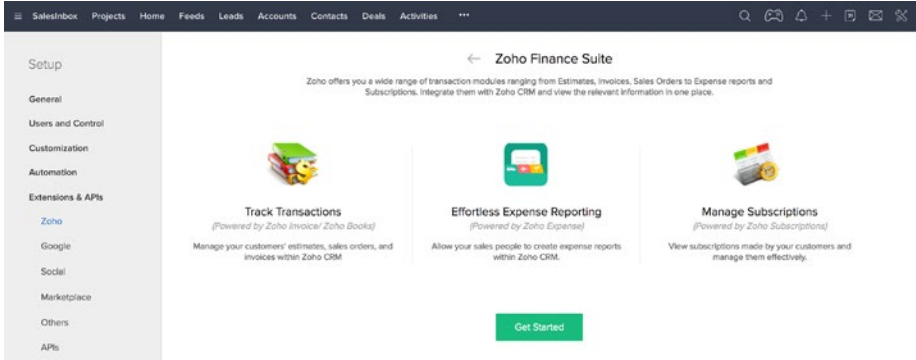 SalesInbox Projects Home Feeds Leads Accounts Contacts Deals Activities •••
Setup
General
Users and Control
Customization
Automation
Extensions & APIs
Zoho
Google
Social
Marketplace
Others
APIs
Zoho Finance Suite
Zoho offers you a wide range of transaction modules ranging from Estimates, Invoices, Sales Orders to Expense reports and
Subscriptions. Integrate them with Zoho CRM and view the relevant information in one place.
Track Transactions
(Powered by Zoho Invoice/ Zoho Books)
Manage your customers' estimates, sales orders, and
invoices within Zoho CRM
Effortless Expense Reporting
(Powered by Zoho Expense)
Allow your sales people to create expense reports
within Zoho CRM.
Manage Subscriptions
(Powered by Zoho Subscriptions)
View subscriptions made by your customers and
manage them effectively.
Get Started